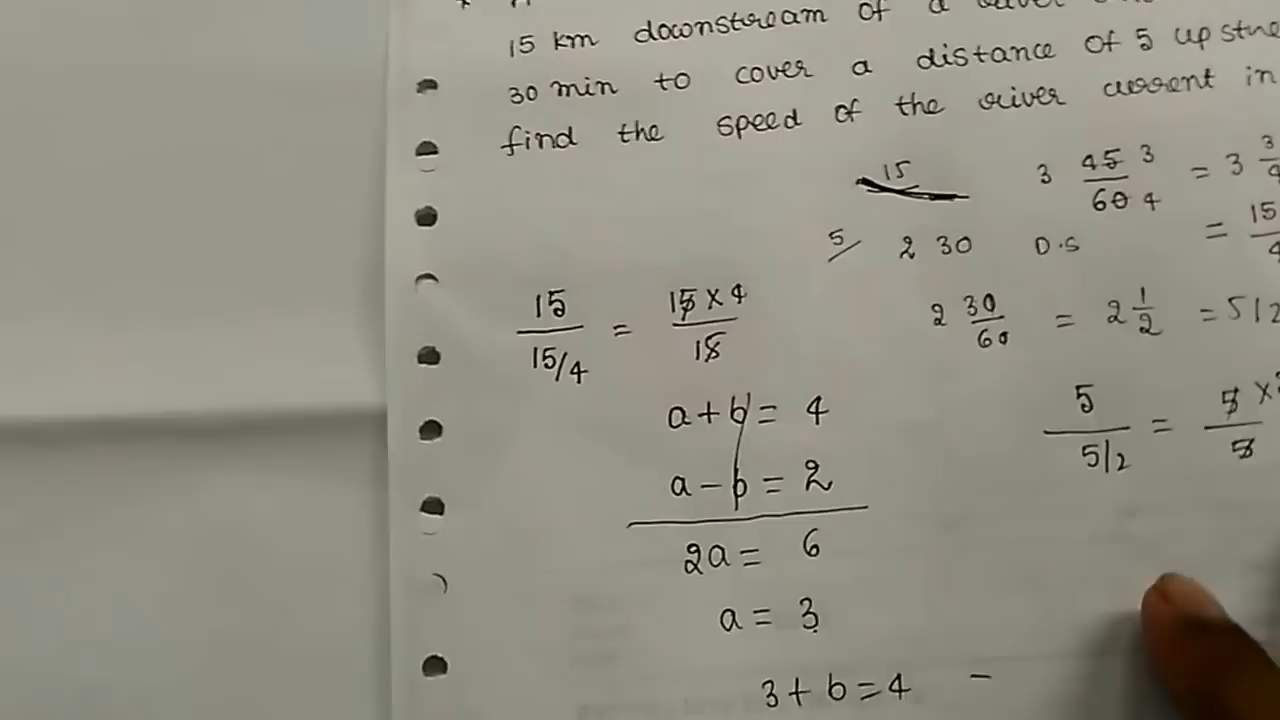 15 km downstream of a
30 min to cover a distance of 5 upstre
find the speed of the river current in
15
3 45 3 / 60 4 = 3 3/4
5/ 2 30 D.S = 15/4
15 / 15/4 = 15 x 4 / 15
2 30/60 = 2 1/2 = 5/2
a + b = 4
5 / 5/2 = 5 x 2 / 5
a - b = 2
2a = 6
a = 3
3 + b = 4 -